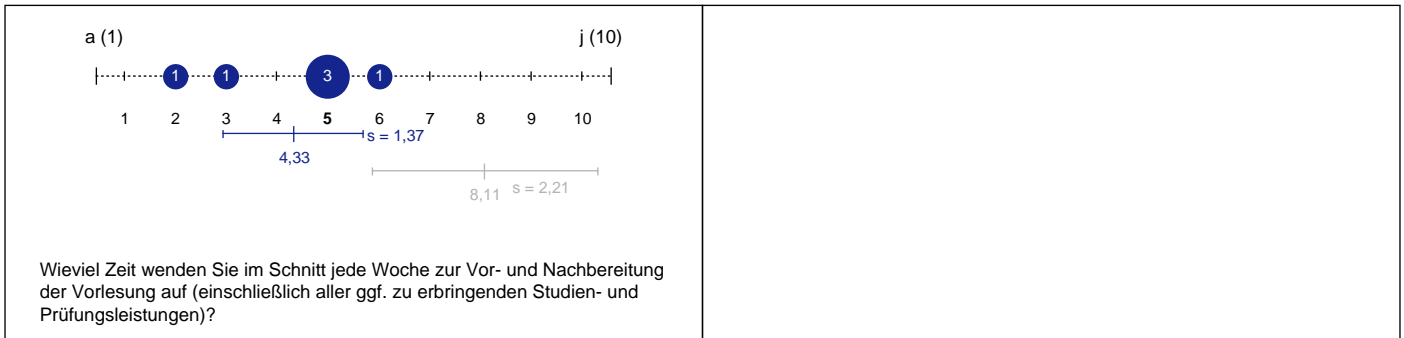 a (1) j (10)
1 1 3 1
1 2 3 4 5 6 7 8 9 10
s = 1,37
4,33
s = 2,21
8,11
Wieviel Zeit wenden Sie im Schnitt jede Woche zur Vor- und Nachbereitung
der Vorlesung auf (einschließlich aller ggf. zu erbringenden Studien- und
Prüfungsleistungen)?